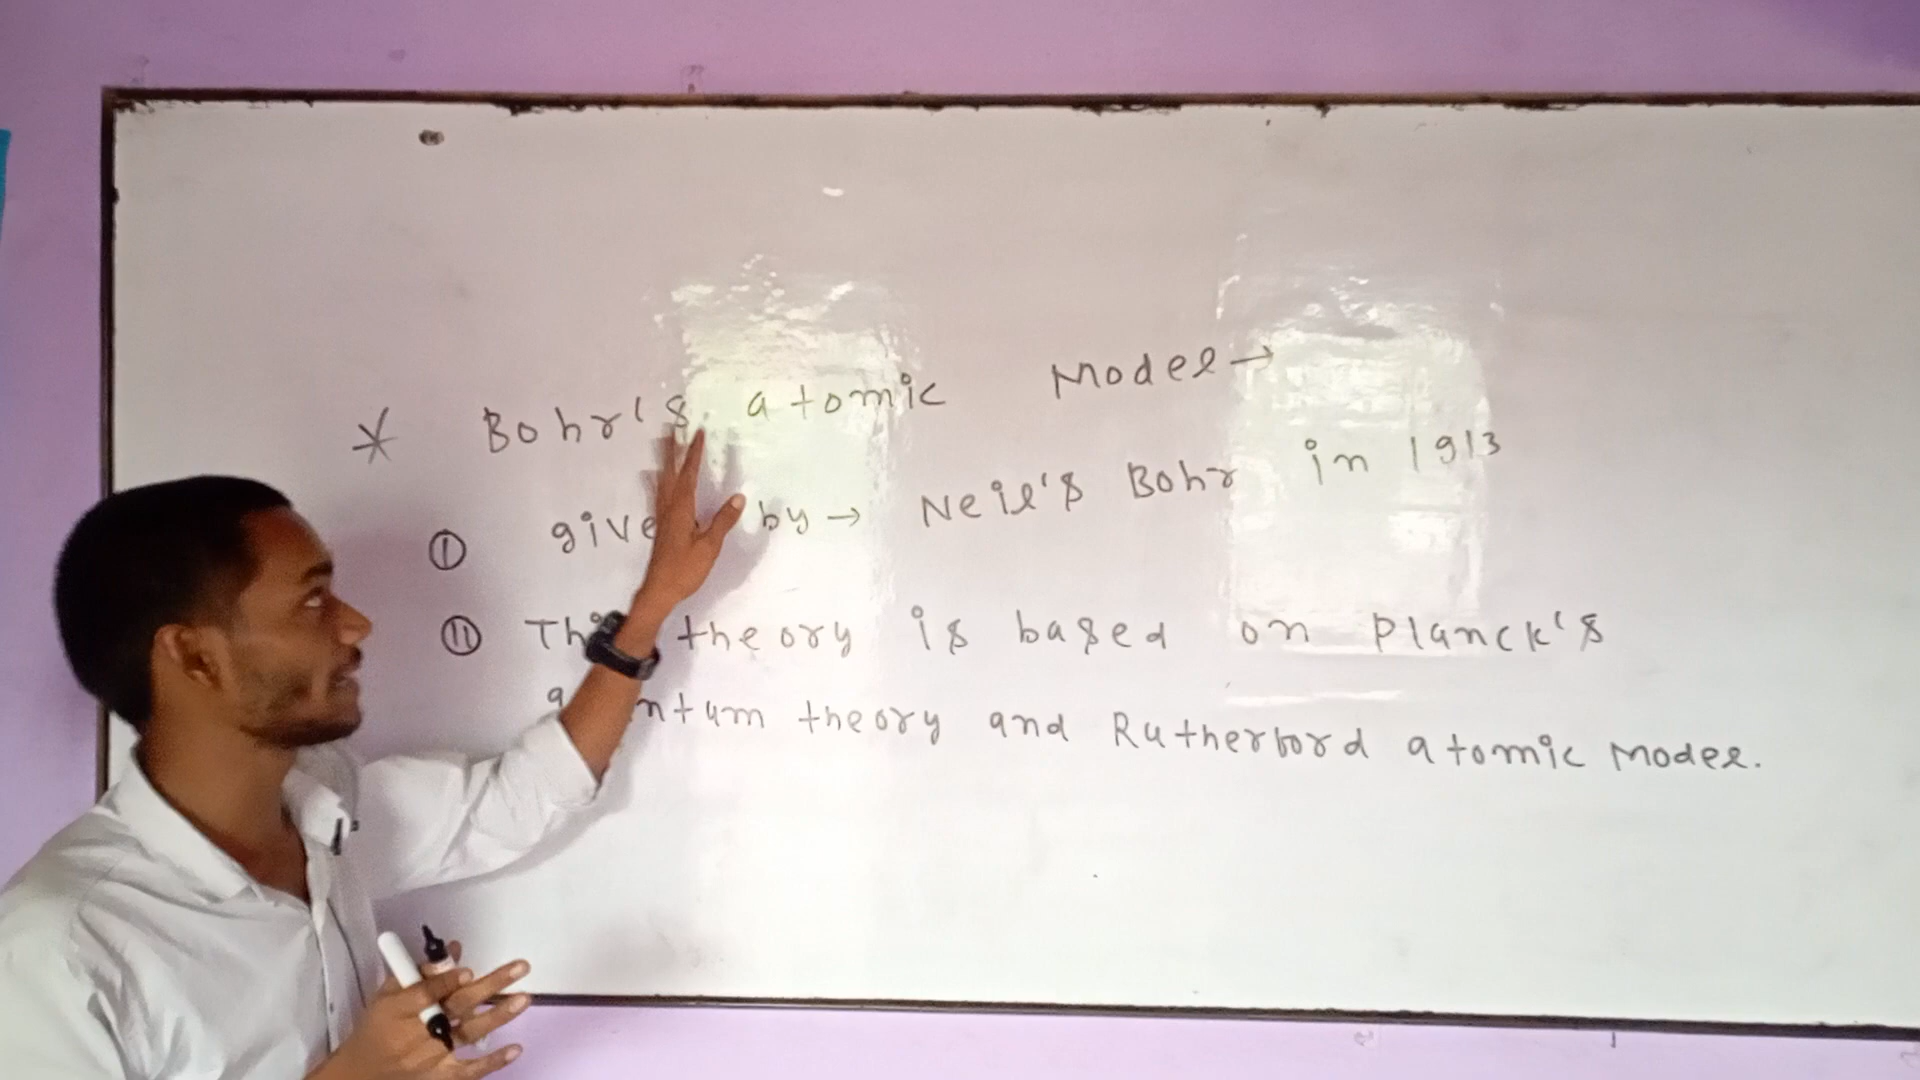 * Bohr's atomic Model →
① give by → Neil's Bohr in 1913
⑪ theory is based on Planck's
theory and Rutherford atomic Model.